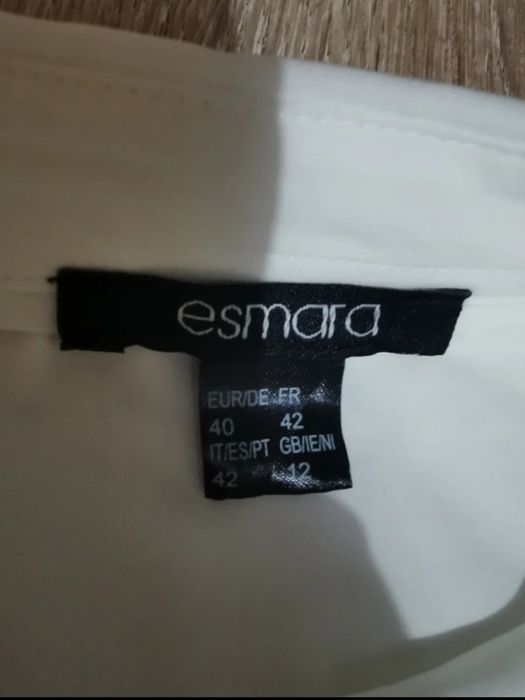 esmara
EUR/DE FR
40 42
IT/ES/PT GB/IE/NI
42 12